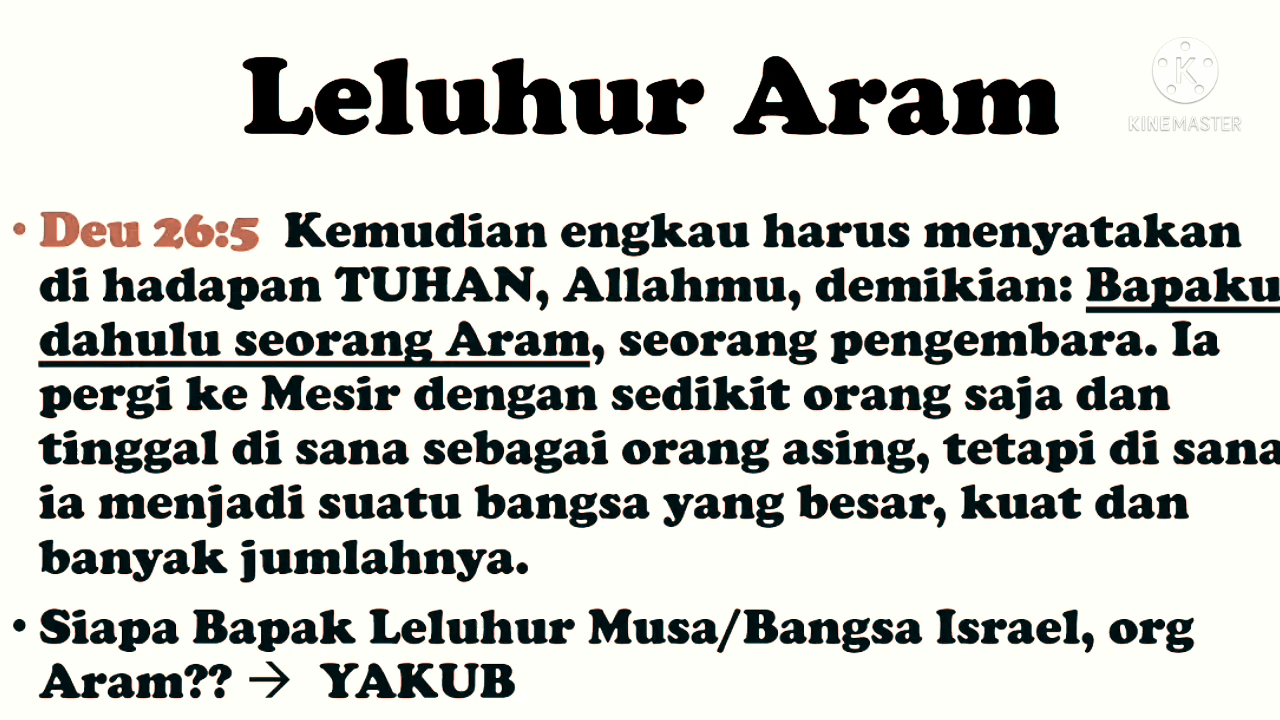 Leluhur Aram
KINEMASTER
• Deu 26:5 Kemudian engkau harus menyatakan
di hadapan TUHAN, Allahmu, demikian: Bapaku
dahulu seorang Aram, seorang pengembara. Ia
pergi ke Mesir dengan sedikit orang saja dan
tinggal di sana sebagai orang asing, tetapi di sana
ia menjadi suatu bangsa yang besar, kuat dan
banyak jumlahnya.
• Siapa Bapak Leluhur Musa/Bangsa Israel, org
Aram?? → YAKUB